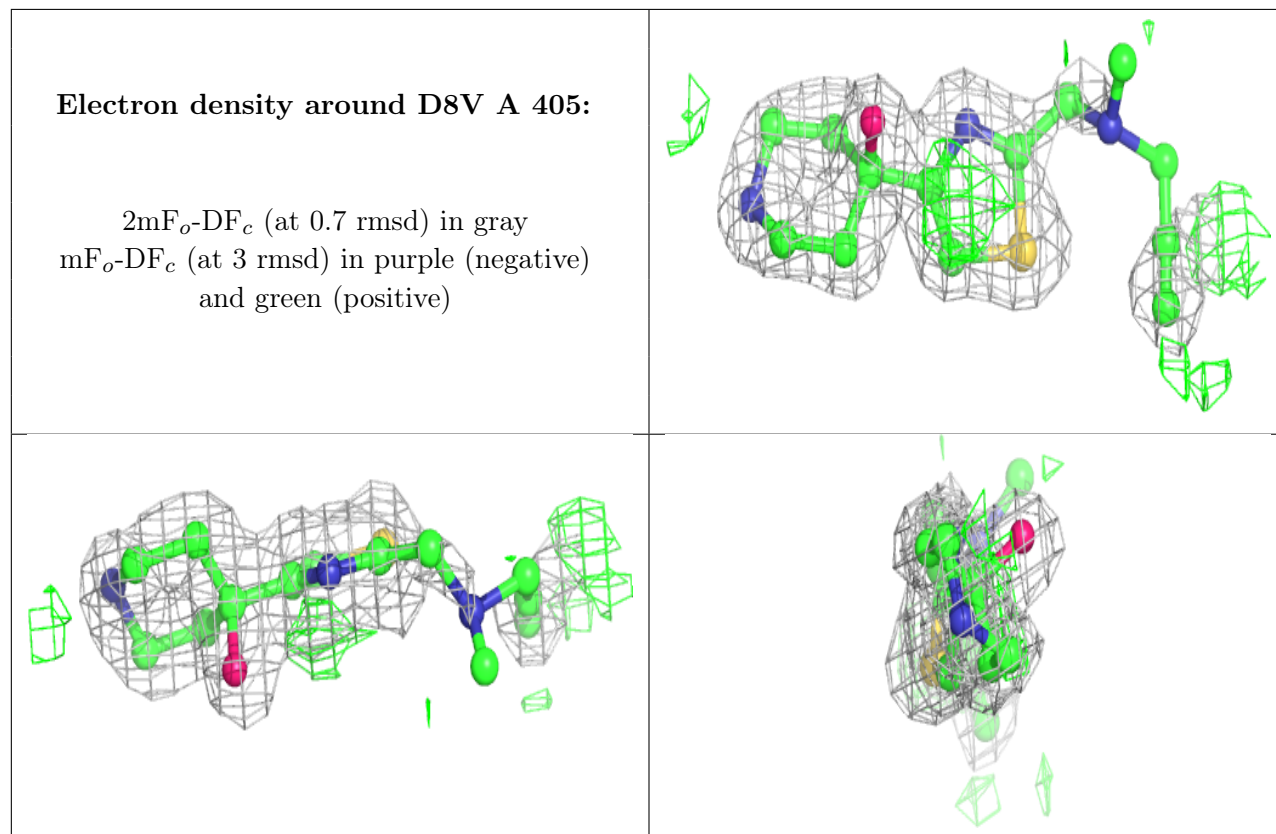 Electron density around D8V A 405:
2mFₒ-DF𝒸 (at 0.7 rmsd) in gray
mFₒ-DF𝒸 (at 3 rmsd) in purple (negative)
and green (positive)